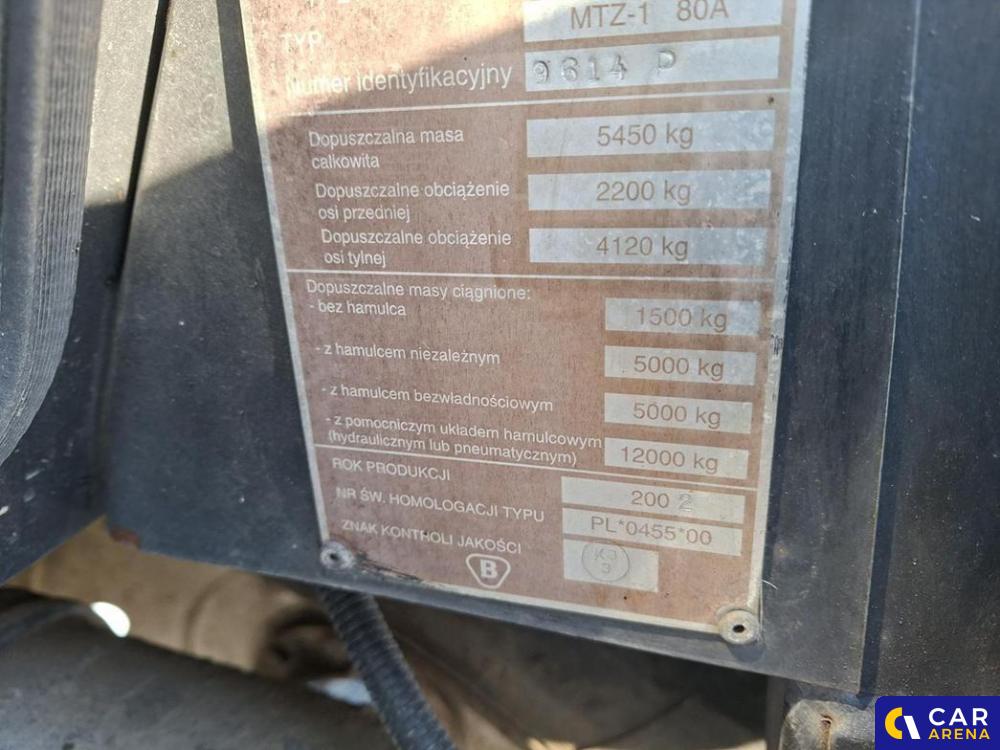 TYP
MTZ-1 80A
Numer identyfikacyjny
9614 P
Dopuszczalna masa
całkowita
5450 kg
Dopuszczalne obciążenie
osi przedniej
2200 kg
Dopuszczalne obciążenie
osi tylnej
4120 kg
Dopuszczalne masy ciągnione:
- bez hamulca
1500 kg
- z hamulcem niezależnym
5000 kg
- z hamulcem bezwładnościowym
5000 kg
- z pomocniczym układem hamulcowym
(hydraulicznym lub pneumatycznym)
12000 kg
ROK PRODUKCJI
200 2
NR ŚW. HOMOLOGACJI TYPU
PL*0455*00
ZNAK KONTROLI JAKOŚCI
B
KJ
3
CAR
ARENA